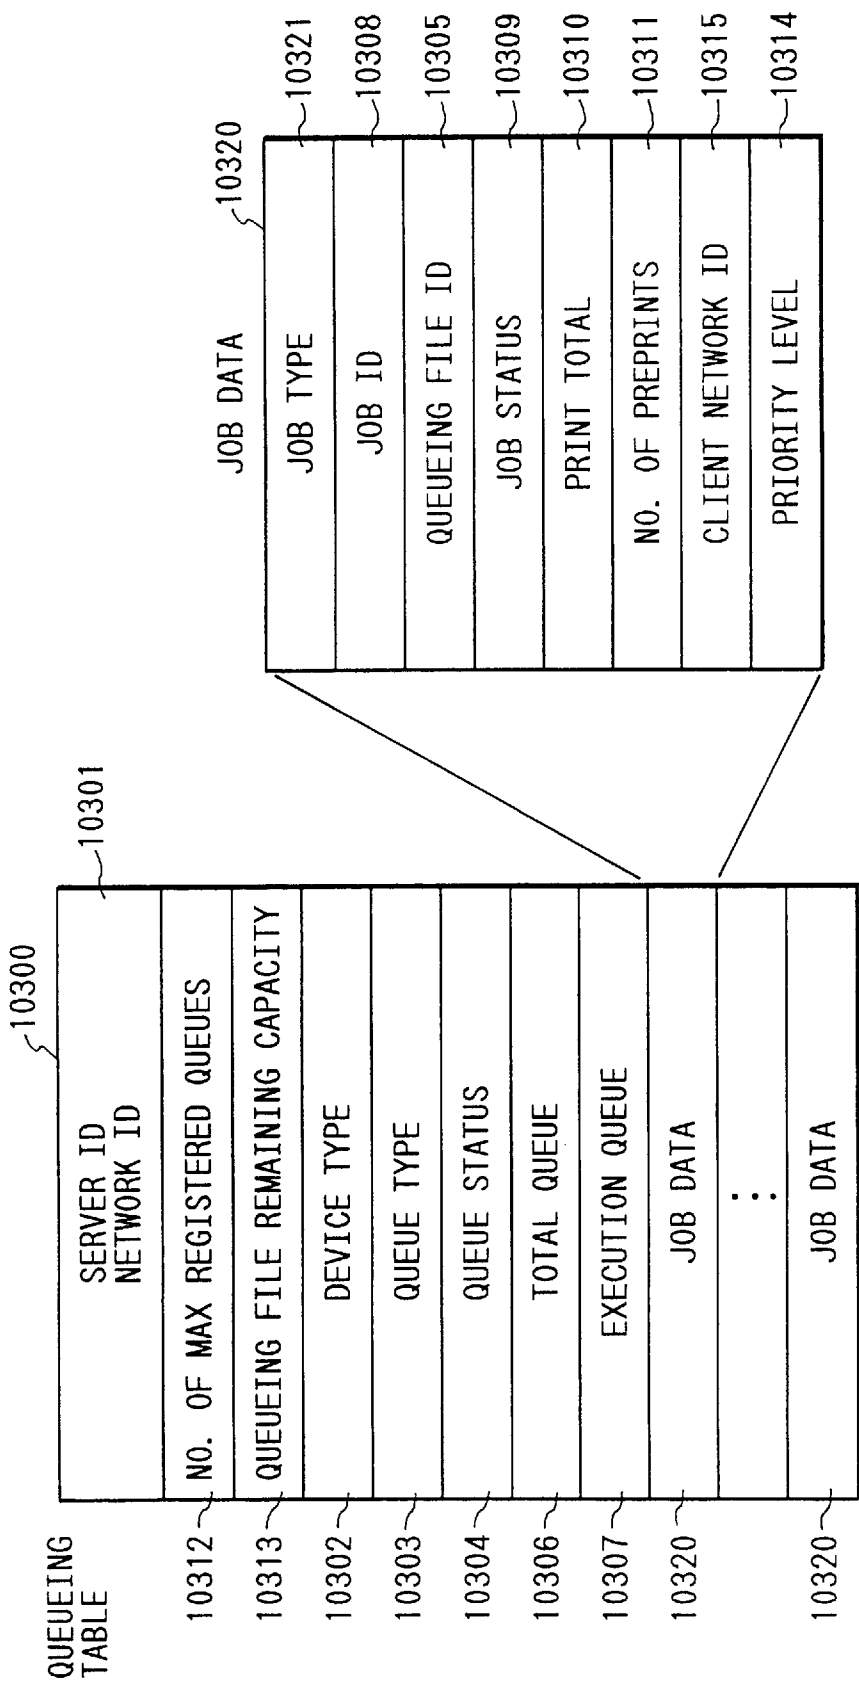 QUEUEING
TABLE
10300
SERVER ID
NETWORK ID
10301
10312
NO. OF MAX REGISTERED QUEUES
10313
QUEUEING FILE REMAINING CAPACITY
10302
DEVICE TYPE
10303
QUEUE TYPE
10304
QUEUE STATUS
10306
TOTAL QUEUE
10307
EXECUTION QUEUE
10320
JOB DATA
...
10320
JOB DATA
JOB DATA
10320
JOB TYPE
10321
JOB ID
10308
QUEUEING FILE ID
10305
JOB STATUS
10309
PRINT TOTAL
10310
NO. OF PREPRINTS
10311
CLIENT NETWORK ID
10315
PRIORITY LEVEL
10314